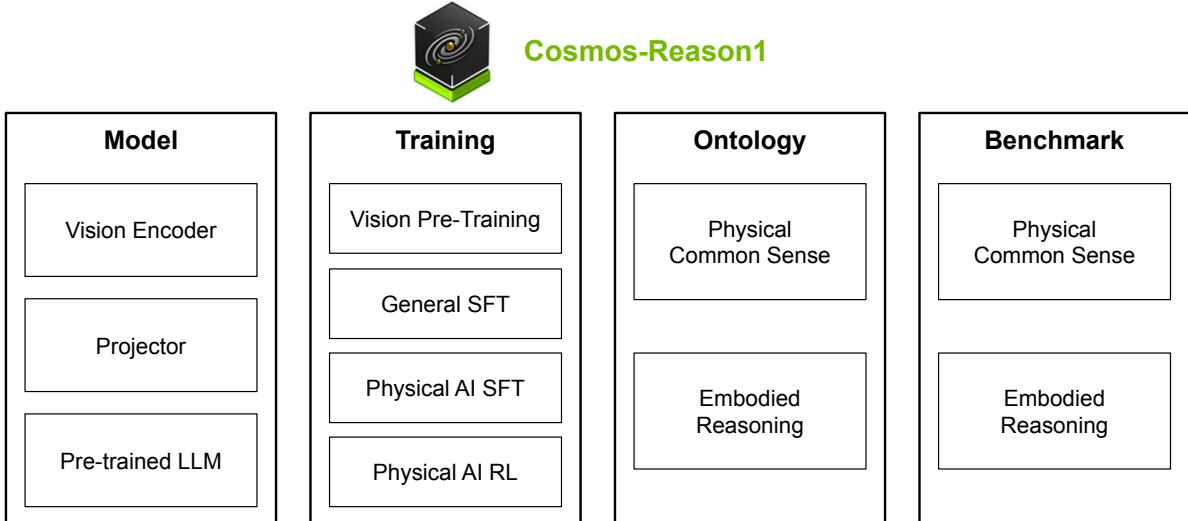 Cosmos-Reason1
Model
Vision Encoder
Projector
Pre-trained LLM
Training
Vision Pre-Training
General SFT
Physical AI SFT
Physical AI RL
Ontology
Physical
Common Sense
Embodied
Reasoning
Benchmark
Physical
Common Sense
Embodied
Reasoning